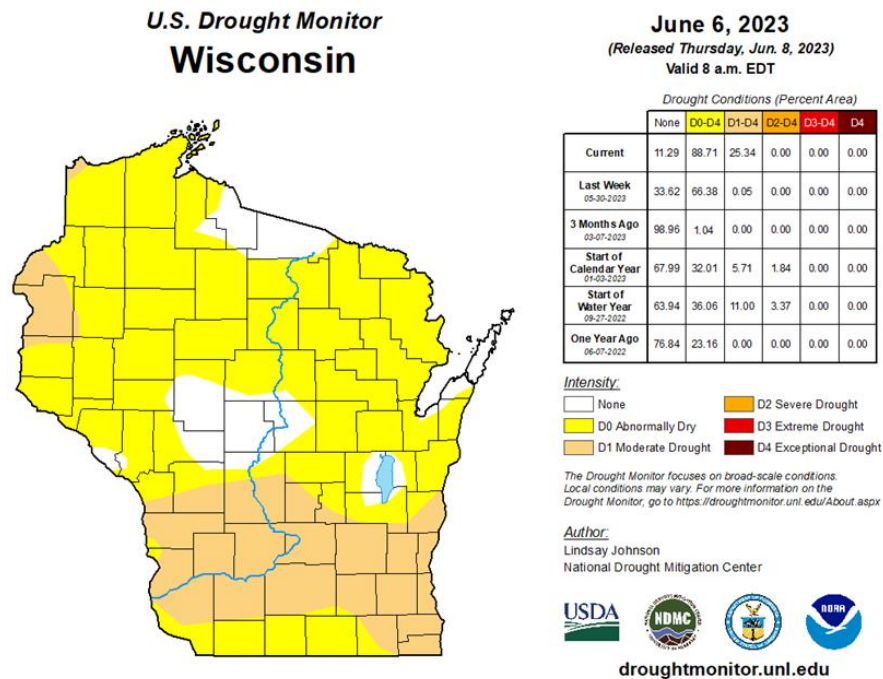 U.S. Drought Monitor
Wisconsin
June 6, 2023
(Released Thursday, Jun. 8, 2023)
Valid 8 a.m. EDT
Drought Conditions (Percent Area)
None D0-D4 D1-D4 D2-D4 D3-D4 D4
Current 11.29 88.71 25.34 0.00 0.00 0.00
Last Week
05-30-2023 33.62 66.38 0.05 0.00 0.00 0.00
3 Months Ago
03-07-2023 98.96 1.04 0.00 0.00 0.00 0.00
Start of
Calendar Year
01-03-2023 67.99 32.01 5.71 1.84 0.00 0.00
Start of
Water Year
09-27-2022 63.94 36.06 11.00 3.37 0.00 0.00
One Year Ago
06-07-2022 76.84 23.16 0.00 0.00 0.00 0.00
Intensity:
None
D0 Abnormally Dry
D1 Moderate Drought
D2 Severe Drought
D3 Extreme Drought
D4 Exceptional Drought
The Drought Monitor focuses on broad-scale conditions.
Local conditions may vary. For more information on the
Drought Monitor, go to https://droughtmonitor.unl.edu/About.aspx
Author:
Lindsay Johnson
National Drought Mitigation Center
USDA
NDMC
NOAA
droughtmonitor.unl.edu